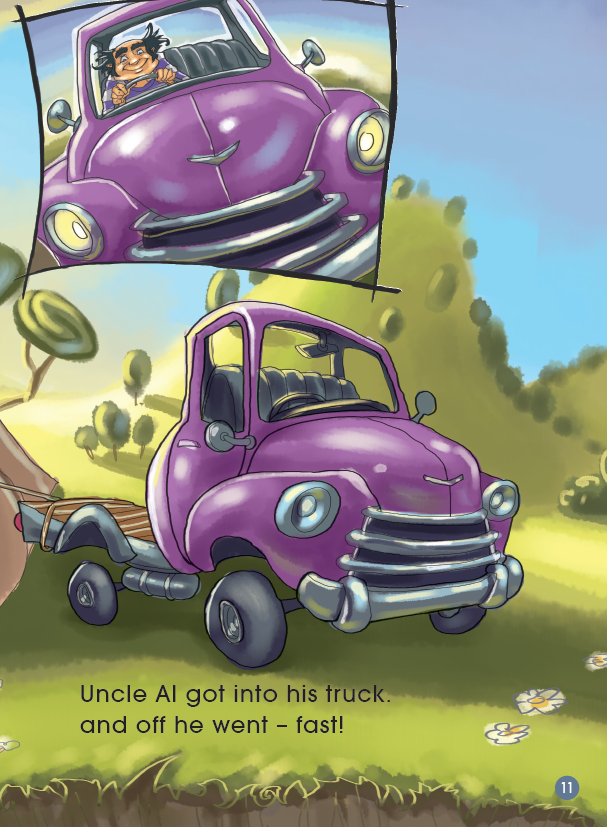 Uncle Al got into his truck.
and off he went – fast!
11